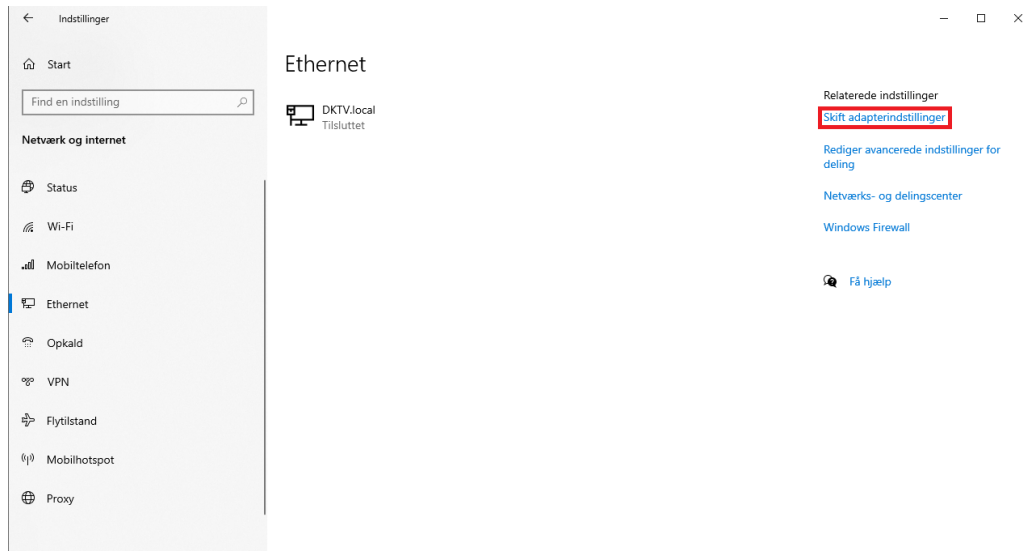 Indstillinger
Start
Find en indstilling
Netværk og internet
Status
Wi-Fi
Mobiltelefon
Ethernet
Opkald
VPN
Flytilstand
Mobilhotspot
Proxy
Ethernet
DKTV.local
Tilsluttet
Relaterede indstillinger
Skift adapterindstillinger
Rediger avancerede indstillinger for
deling
Netværks- og delingscenter
Windows Firewall
Få hjælp